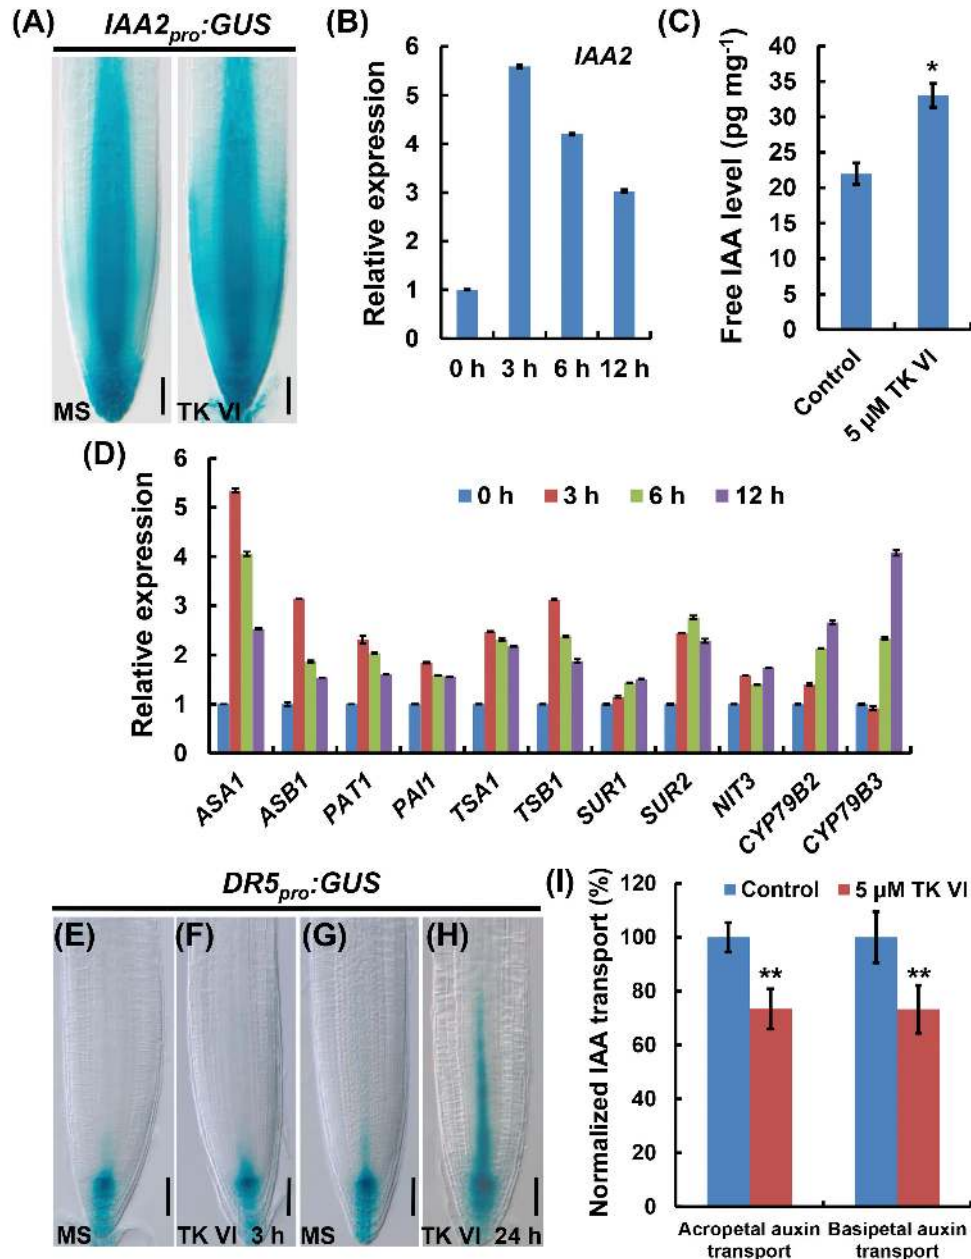 (A)
IAA2pro:GUS
MS
TK VI
(B)
IAA2
Relative expression
6
5
4
3
2
1
0
0 h 3 h 6 h 12 h
(C)
Free IAA level (pg mg-1)
40
35
30
25
20
15
10
5
0
*
Control
5 µM TK VI
(D)
Relative expression
6
5
4
3
2
1
0
0 h 3 h 6 h 12 h
ASA1
ASB1
PAT1
PAI1
TSA1
TSB1
SUR1
SUR2
NIT3
CYP79B2
CYP79B3
DR5pro:GUS
(E)
MS
(F)
TK VI 3 h
(G)
MS
(H)
TK VI 24 h
(I)
Normalized IAA transport (%)
120
100
80
60
40
20
0
Control 5 µM TK VI
**
**
Acropetal auxin transport
Basipetal auxin transport